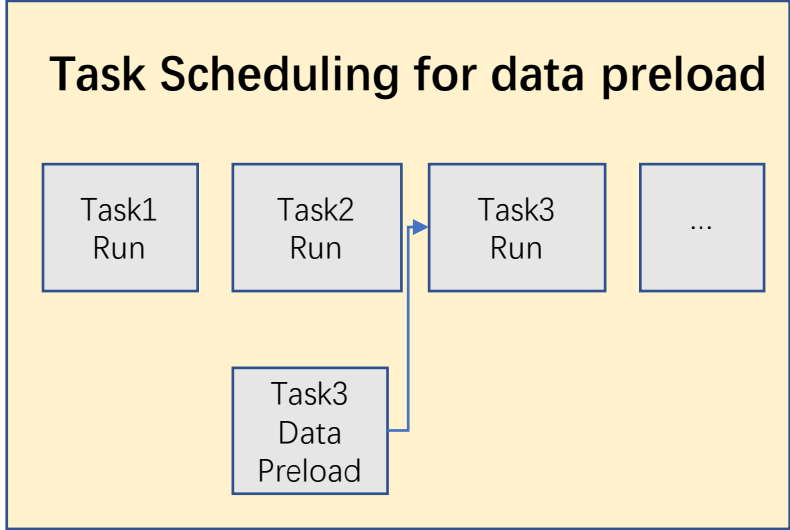 Task Scheduling for data preload
Task1
Run
Task2
Run
Task3
Run
...
Task3
Data
Preload